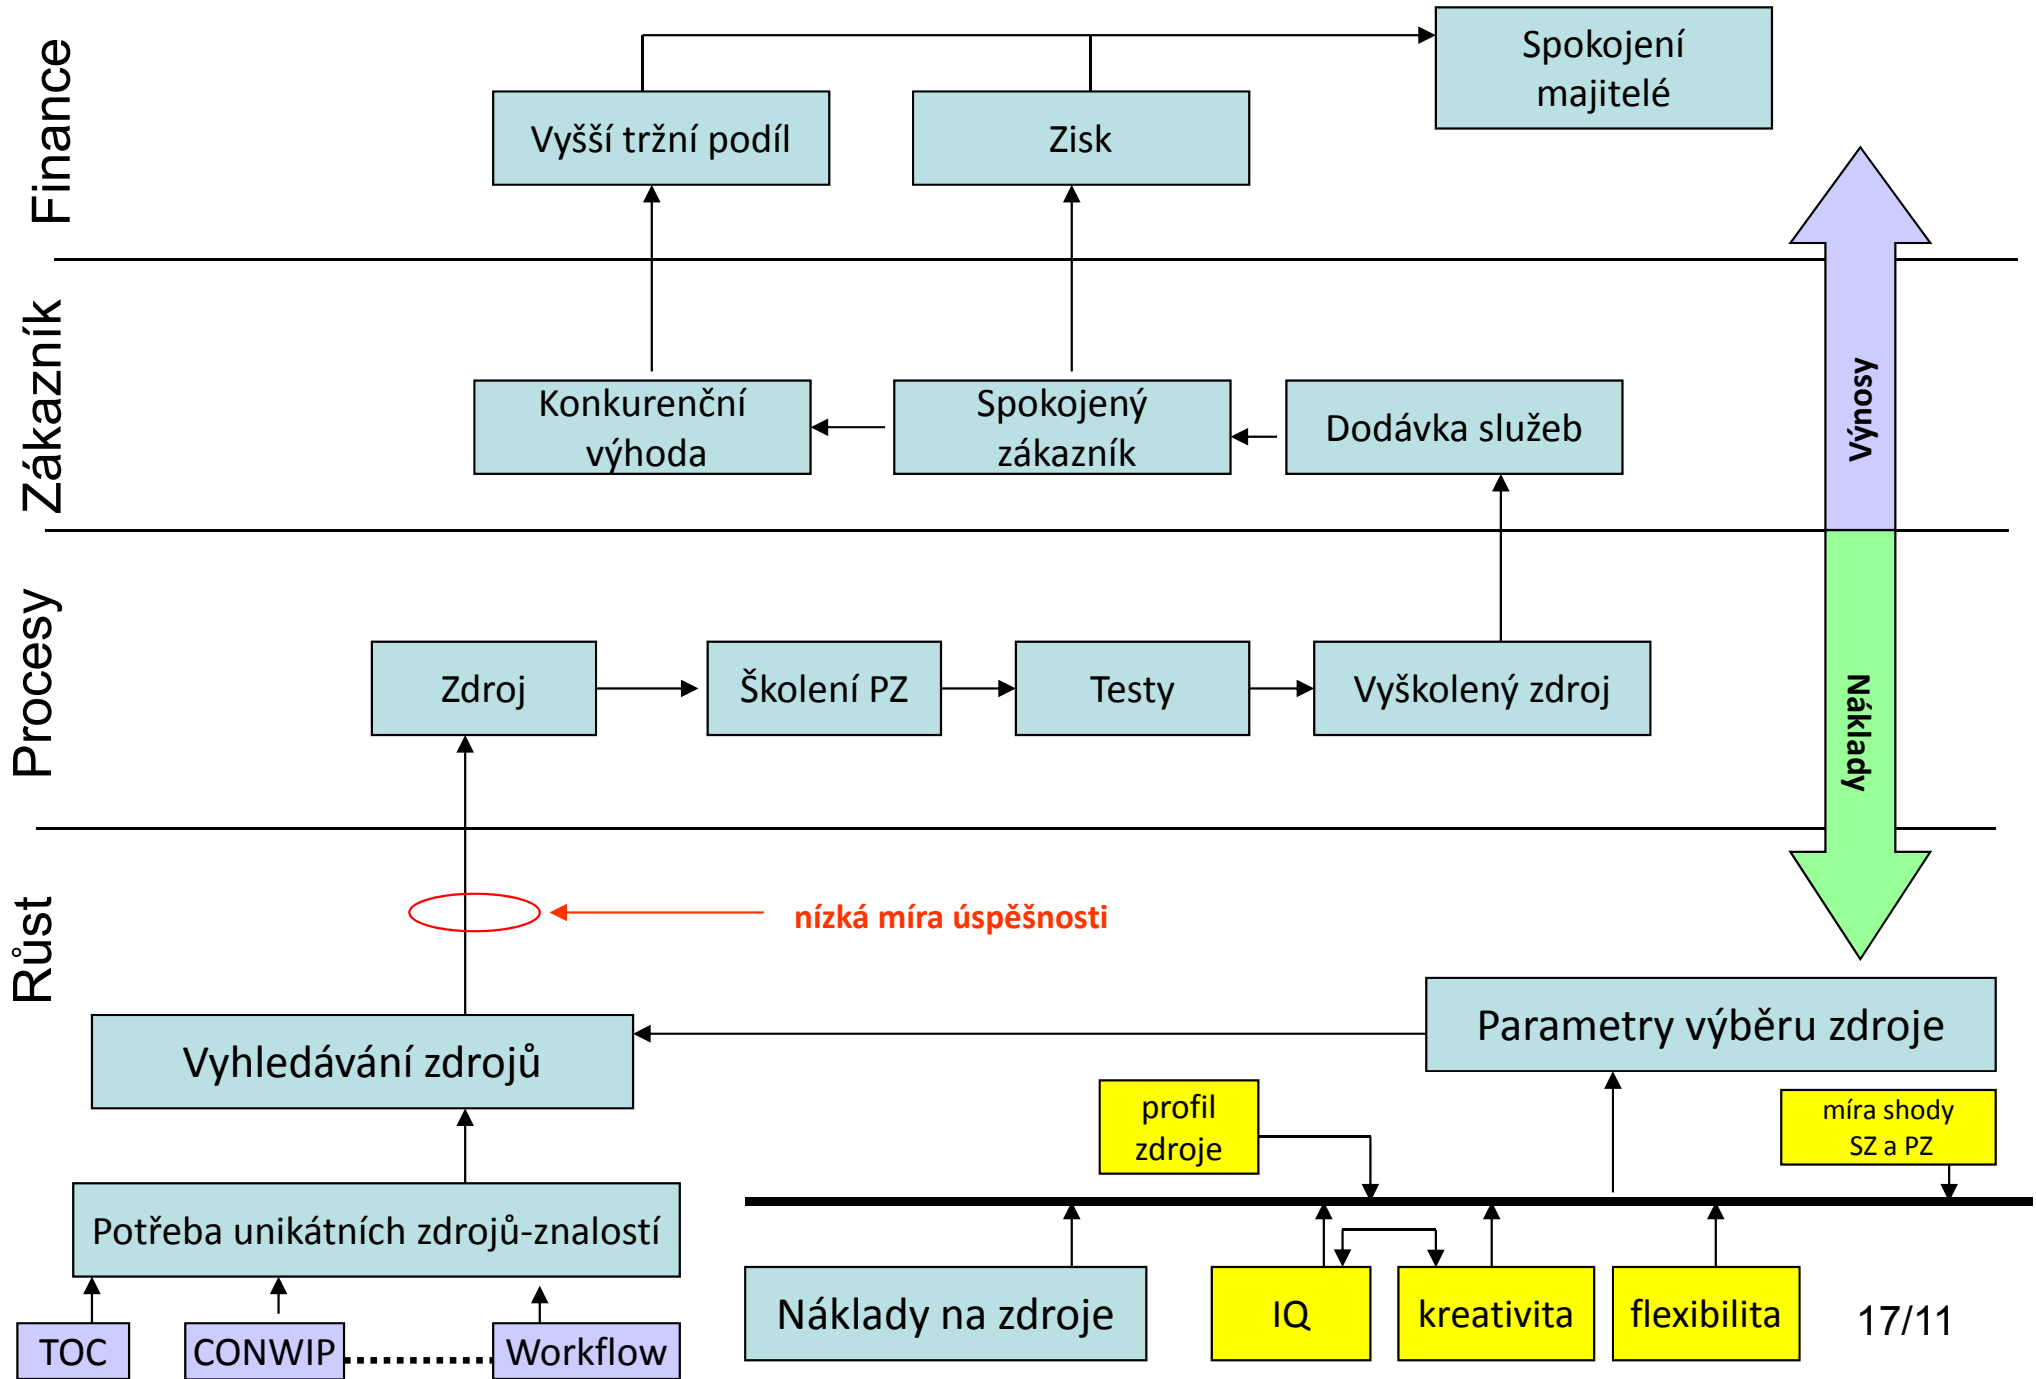 Finance
Spokojení
majitelé
Vyšší tržní podíl
Zisk
Zákazník
Konkurenční
výhoda
Spokojený
zákazník
Dodávka služeb
Výnosy
Procesy
Zdroj
Školení PZ
Testy
Vyškolený zdroj
Náklady
Růst
nízká míra úspěšnosti
Vyhledávání zdrojů
Parametry výběru zdroje
profil
zdroje
míra shody
SZ a PZ
Potřeba unikátních zdrojů-znalostí
Náklady na zdroje
IQ
kreativita
flexibilita
17/11
TOC
CONWIP
Workflow